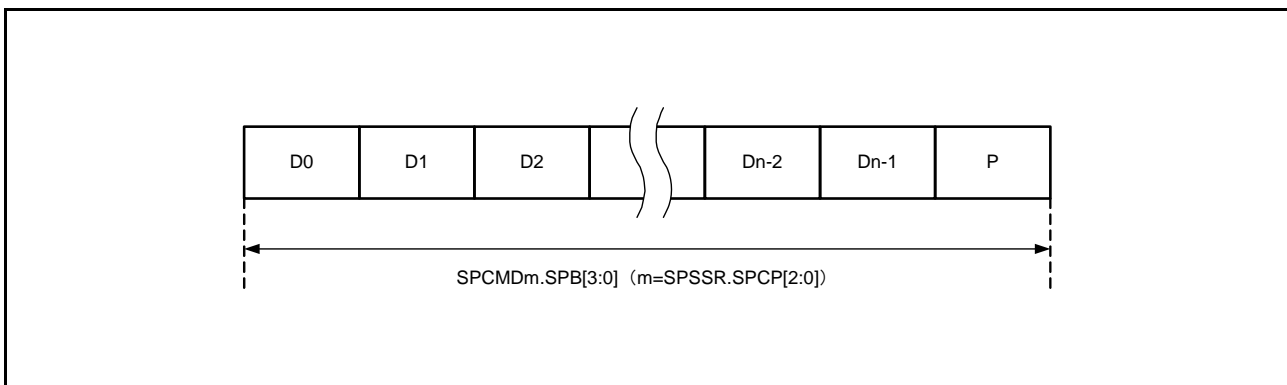 D0 D1 D2 Dn-2 Dn-1 P
SPCMDm.SPB[3:0]（m=SPSSR.SPCP[2:0]）